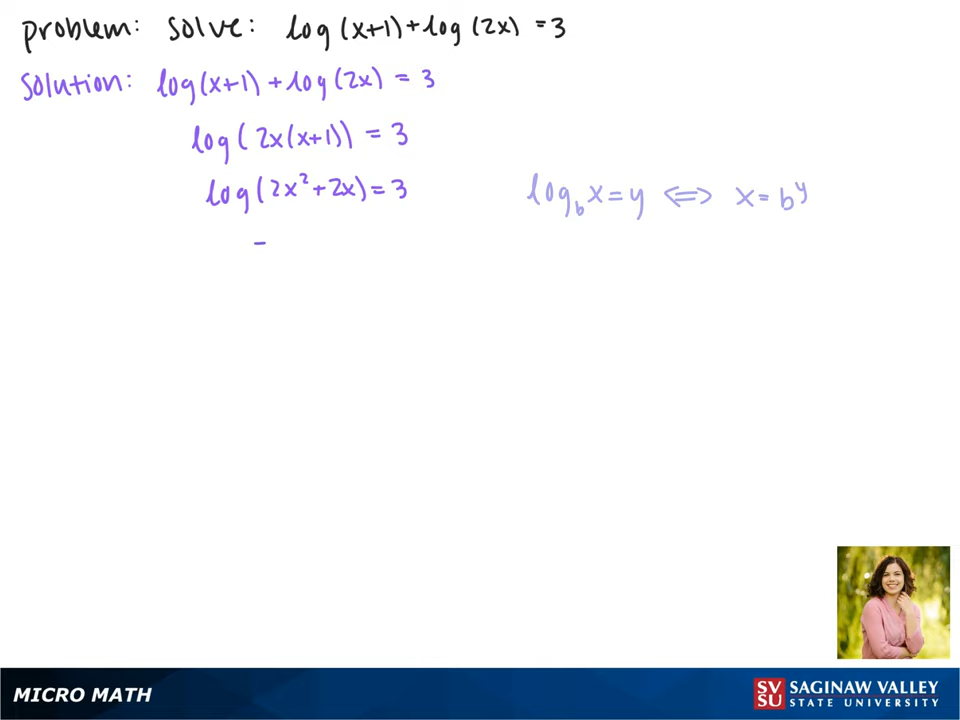 problem: solve: log(x+1)+log(2x)=3
solution: log(x+1)+log(2x) = 3
log(2x(x+1)) = 3
log(2x²+2x)=3
log_b x=y ⟺ x=b^y
MICRO MATH
SVSU SAGINAW VALLEY
STATE UNIVERSITY